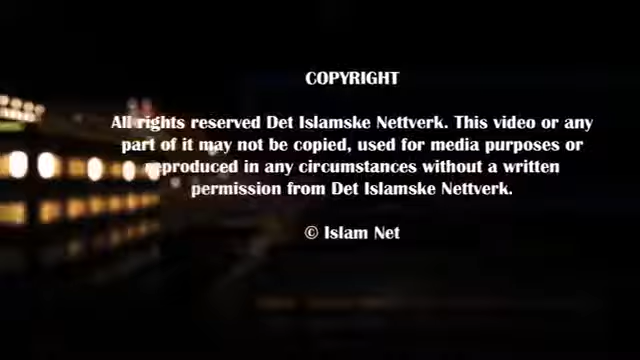 COPYRIGHT
All rights reserved Det Islamske Nettverk. This video or any
part of it may not be copied, used for media purposes or
reproduced in any circumstances without a written
permission from Det Islamske Nettverk.
© Islam Net